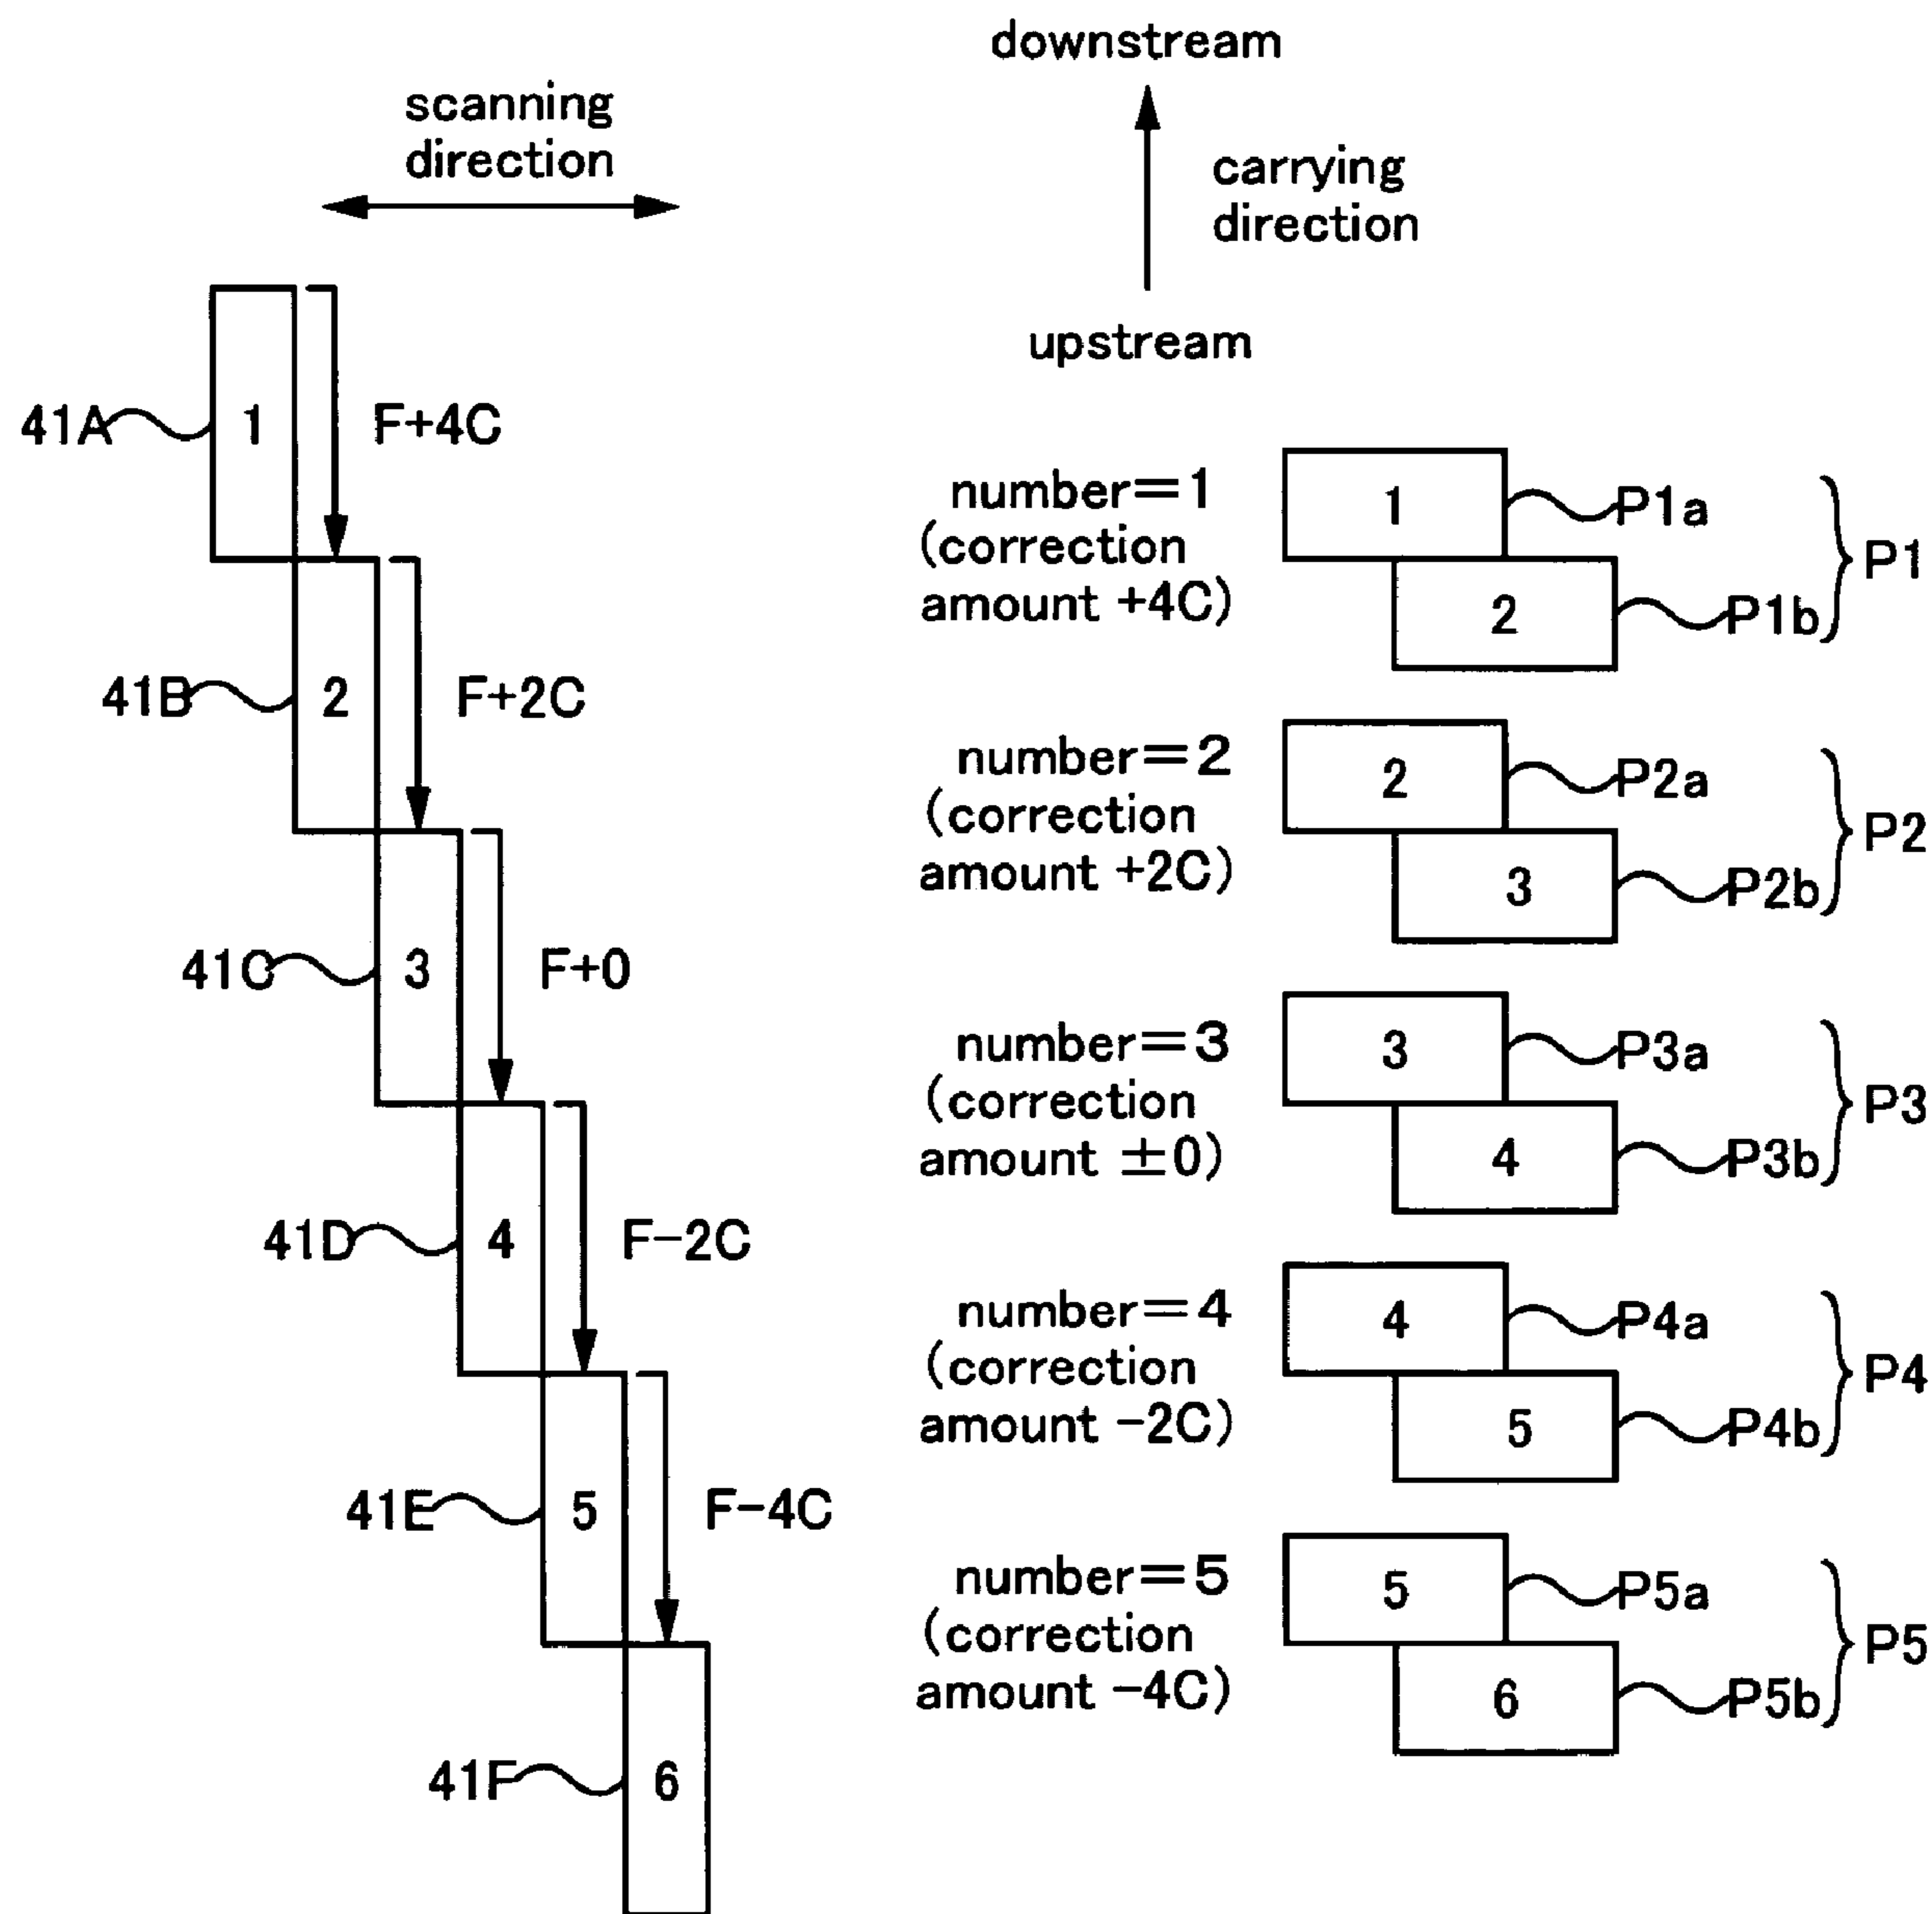 downstream
scanning
direction
carrying
direction
upstream
41A
1
F+4C
41B
2
F+2C
41C
3
F+0
41D
4
F−2C
41E
5
F−4C
41F
6
number=1
(correction
amount +4C)
1
P1a
2
P1b
P1
number=2
(correction
amount +2C)
2
P2a
3
P2b
P2
number=3
(correction
amount ±0)
3
P3a
4
P3b
P3
number=4
(correction
amount −2C)
4
P4a
5
P4b
P4
number=5
(correction
amount −4C)
5
P5a
6
P5b
P5